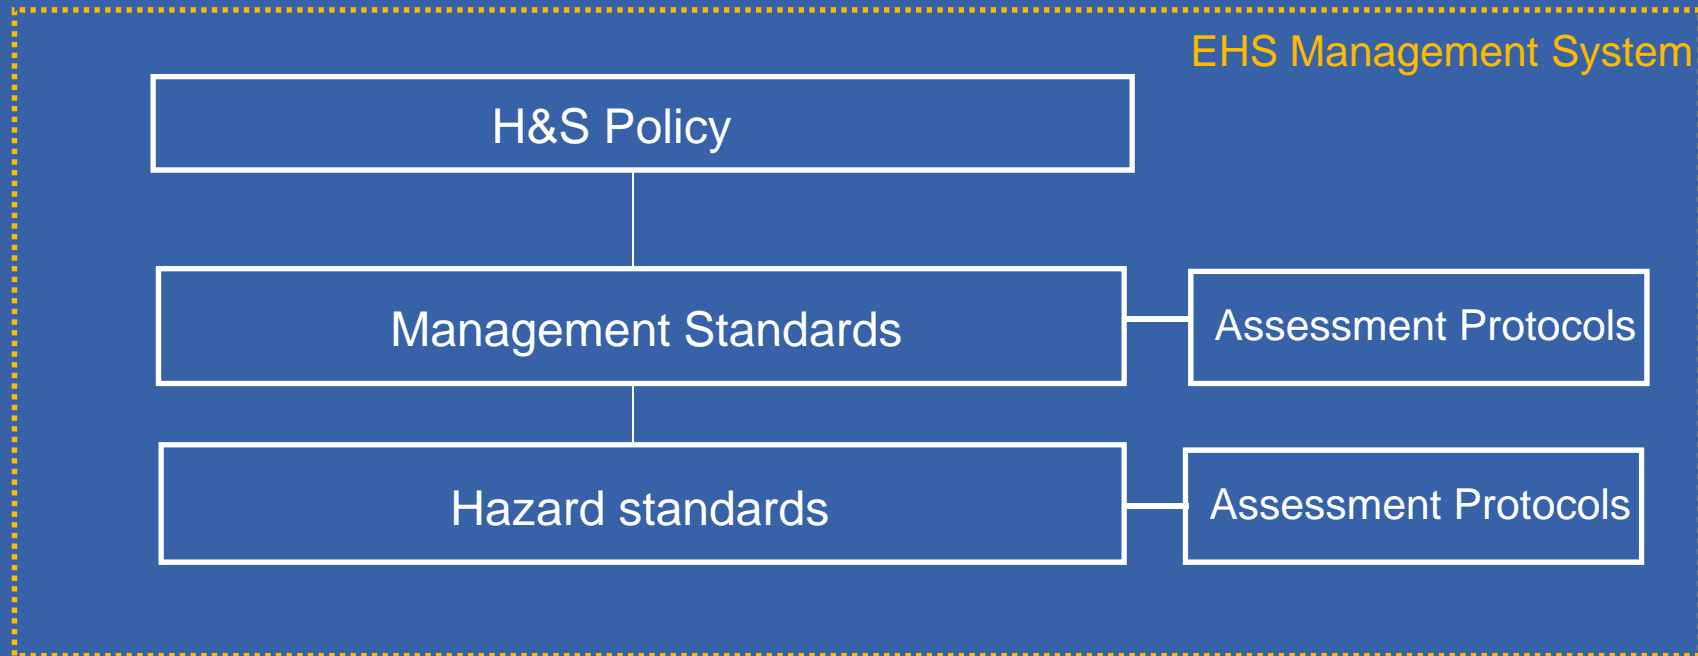 EHS Management System
H&S Policy
Management Standards
Assessment Protocols
Hazard standards
Assessment Protocols